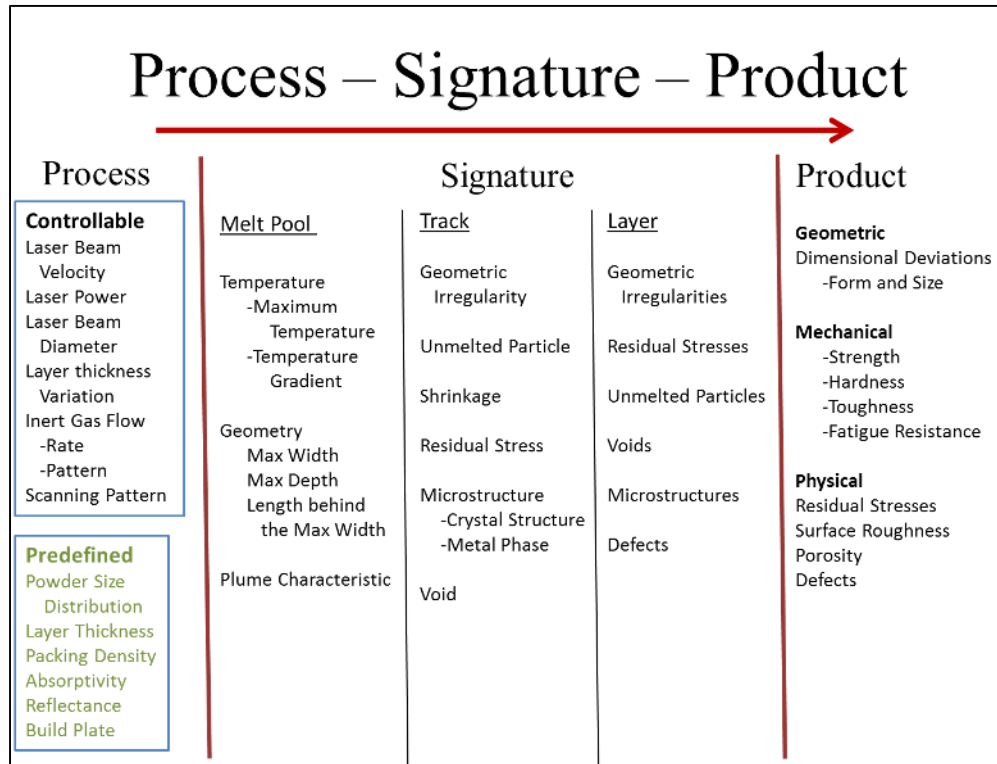 Process – Signature – Product
Process
Controllable
Laser Beam
Velocity
Laser Power
Laser Beam
Diameter
Layer thickness
Variation
Inert Gas Flow
-Rate
-Pattern
Scanning Pattern
Predefined
Powder Size
Distribution
Layer Thickness
Packing Density
Absorptivity
Reflectance
Build Plate
Signature
Melt Pool
Temperature
-Maximum
Temperature
-Temperature
Gradient
Geometry
Max Width
Max Depth
Length behind
the Max Width
Plume Characteristic
Track
Geometric
Irregularity
Unmelted Particle
Shrinkage
Residual Stress
Microstructure
-Crystal Structure
-Metal Phase
Void
Layer
Geometric
Irregularities
Residual Stresses
Unmelted Particles
Voids
Microstructures
Defects
Product
Geometric
Dimensional Deviations
-Form and Size
Mechanical
-Strength
-Hardness
-Toughness
-Fatigue Resistance
Physical
Residual Stresses
Surface Roughness
Porosity
Defects